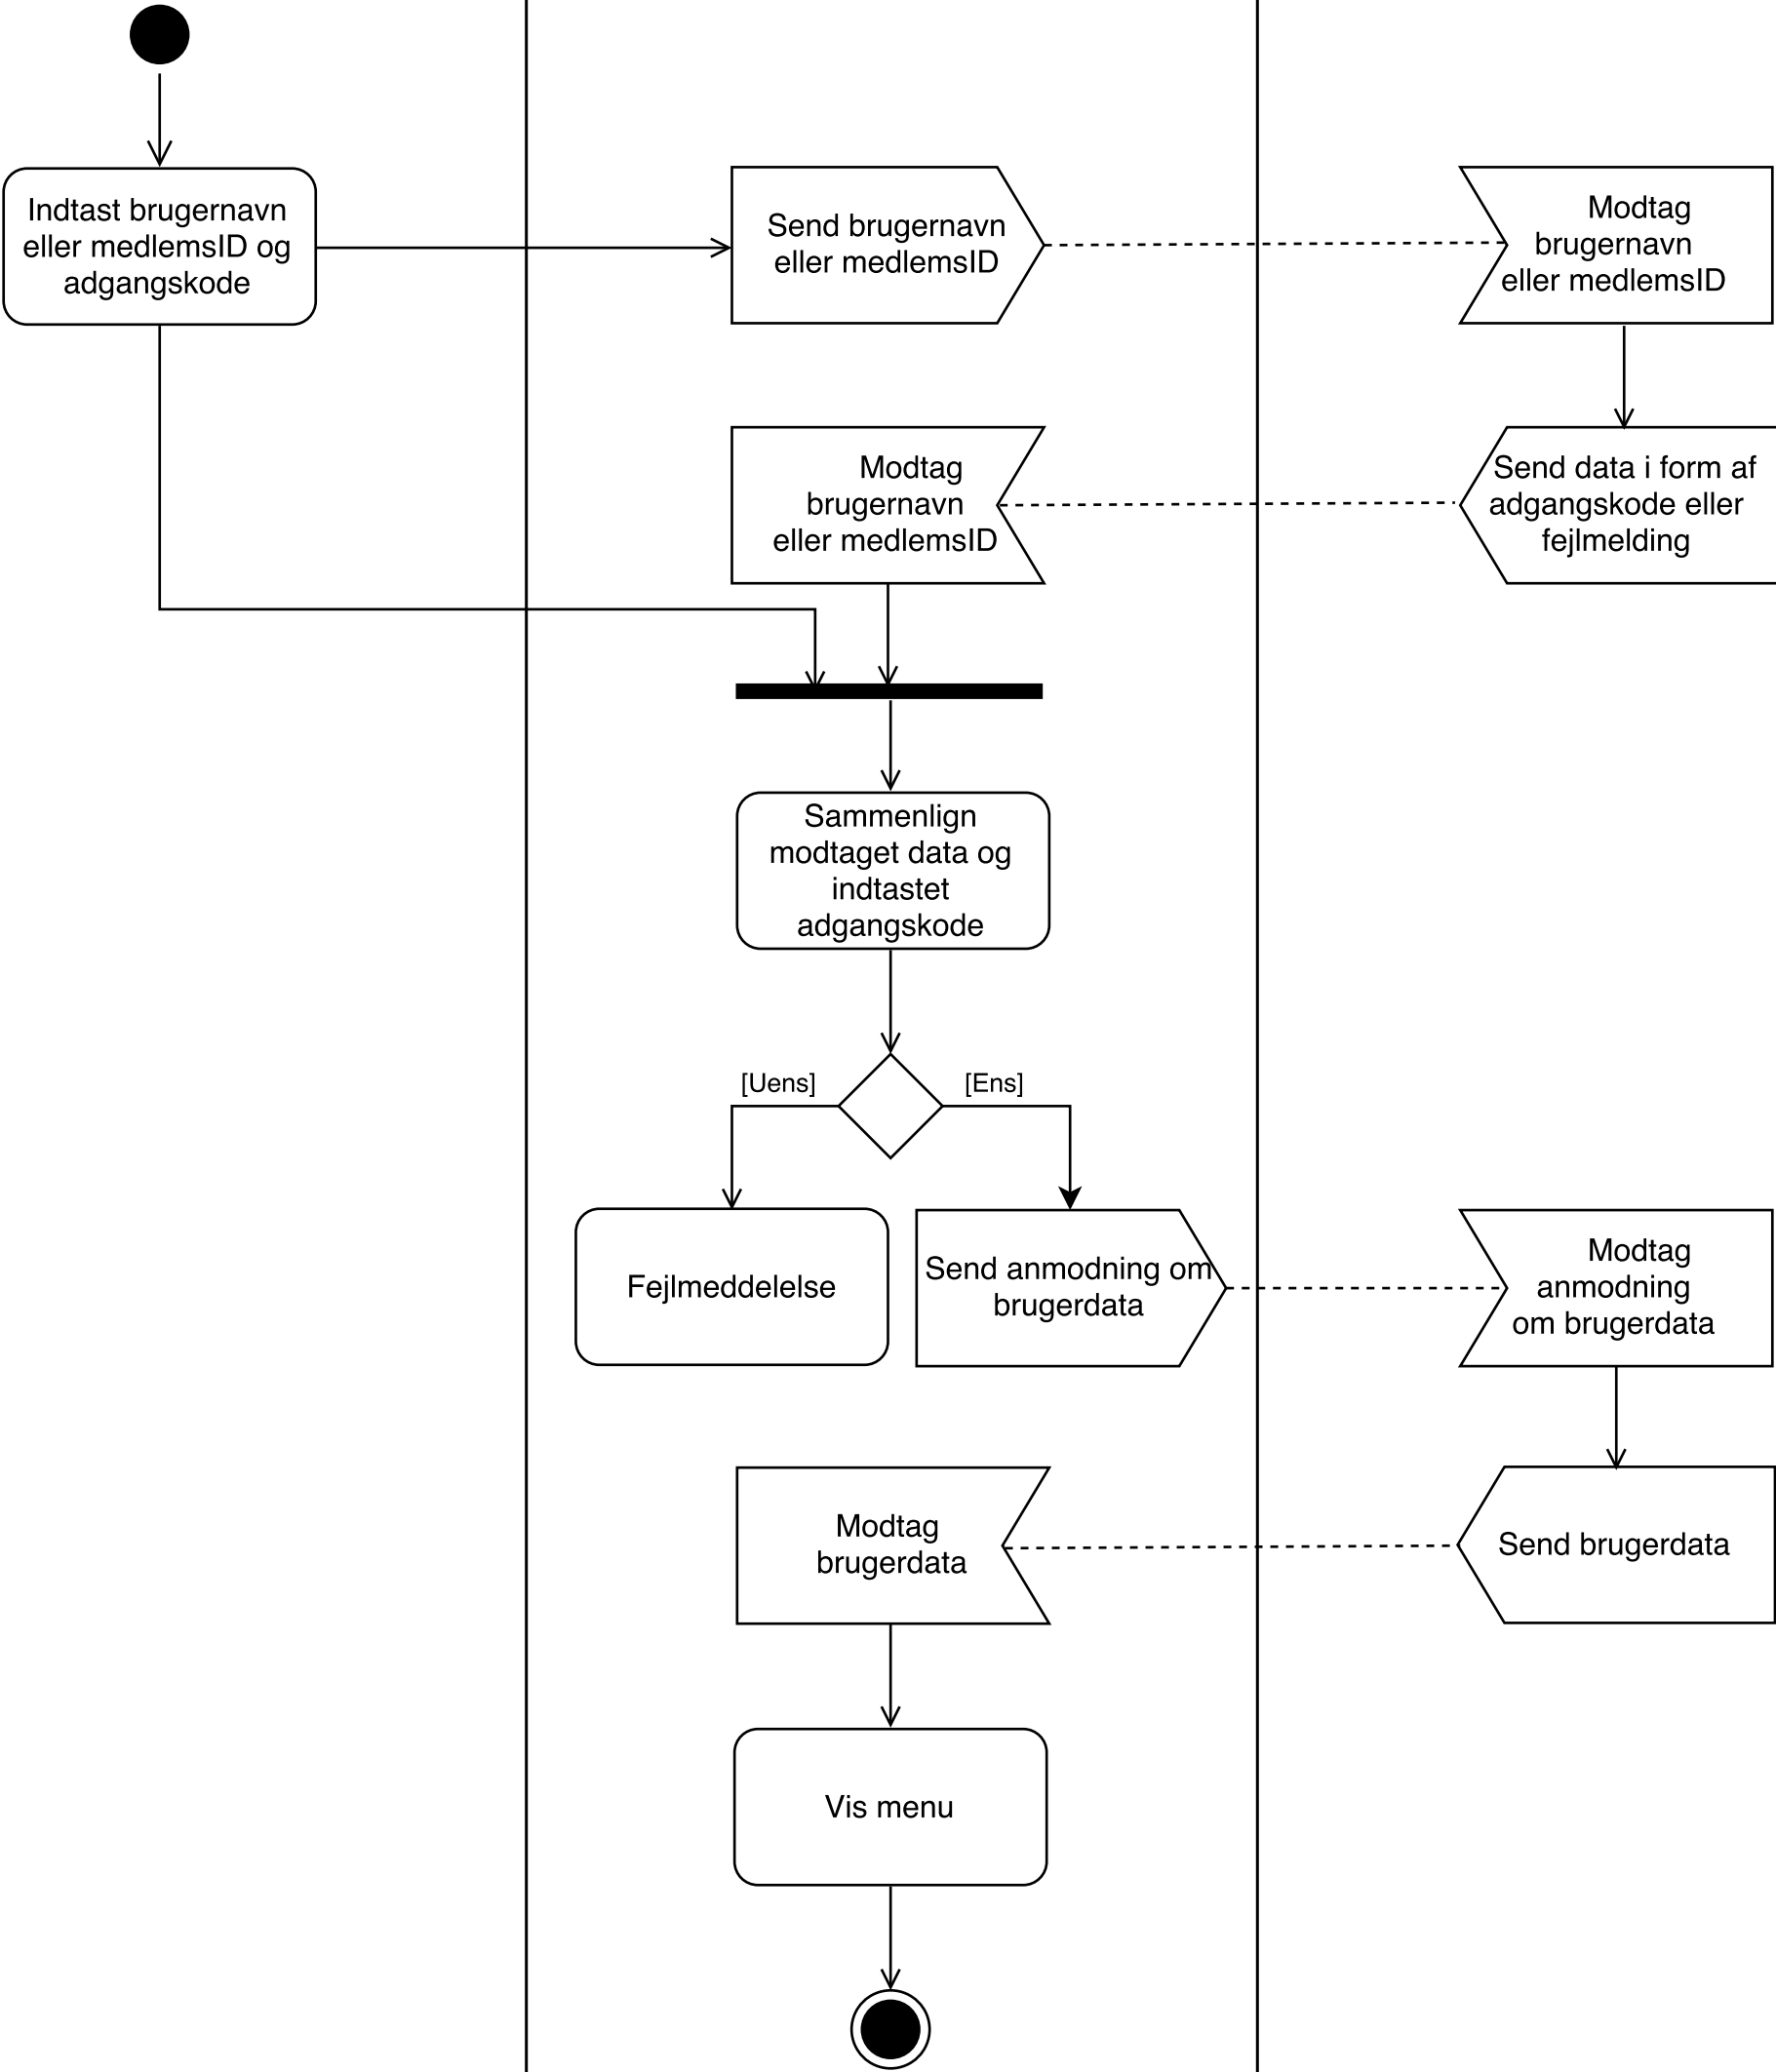 Indtast brugernavn
eller medlemsID og
adgangskode
Send brugernavn
eller medlemsID
Modtag
brugernavn
eller medlemsID
Modtag
brugernavn
eller medlemsID
Send data i form af
adgangskode eller
fejlmelding
Sammenlign
modtaget data og
indtastet
adgangskode
[Uens]
[Ens]
Fejlmeddelelse
Send anmodning om
brugerdata
Modtag
anmodning
om brugerdata
Modtag
brugerdata
Send brugerdata
Vis menu